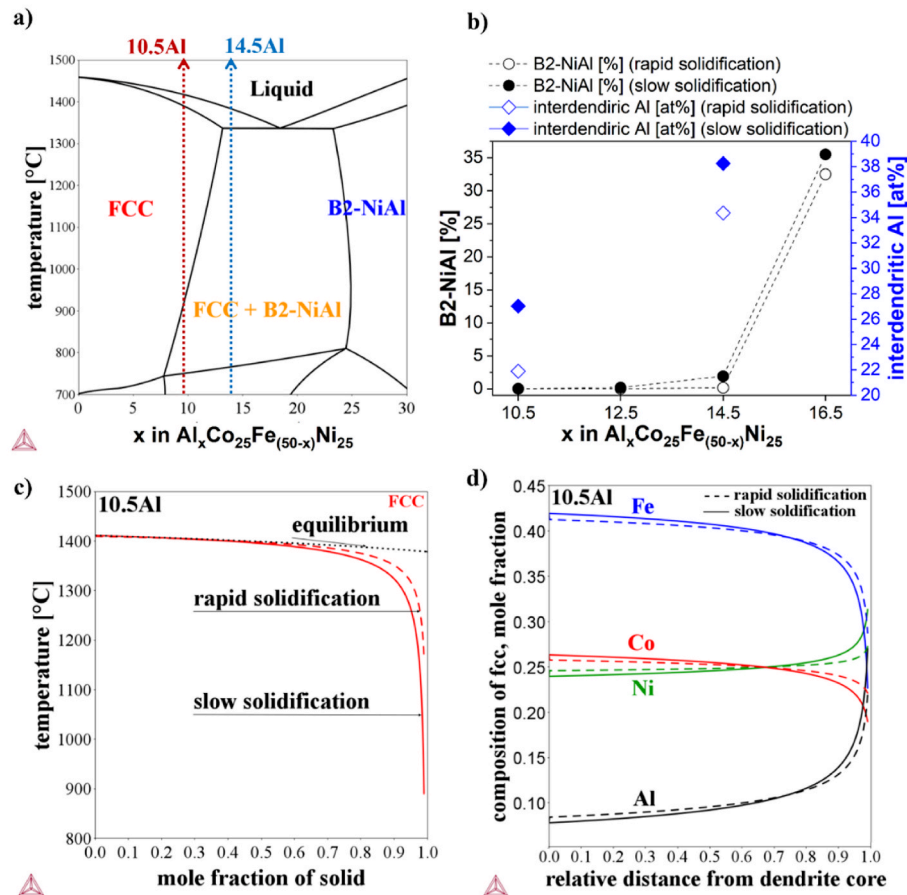 a)
10.5Al
14.5Al
1500
1400
1300
1200
1100
1000
900
800
700
0
5
10
15
20
25
30
temperature [°C]
Liquid
FCC
B2-NiAl
FCC + B2-NiAl
x in AlₓCo₂₅Fe₍₅₀₋ₓ₎Ni₂₅
b)
B2-NiAl [%] (rapid solidification)
B2-NiAl [%] (slow solidification)
interdendiric Al [at%] (rapid solidification)
interdendiric Al [at%] (slow solidification)
35
30
25
20
15
10
5
0
B2-NiAl [%]
40
38
36
34
32
30
28
26
24
22
20
interdendritic Al [at%]
10.5
12.5
14.5
16.5
x in AlₓCo₂₅Fe₍₅₀₋ₓ₎Ni₂₅
c)
1500
1400
1300
1200
1100
1000
900
800
temperature [°C]
10.5Al
FCC
equilibrium
rapid solidification
slow solidification
0.0
0.1
0.2
0.3
0.4
0.5
0.6
0.7
0.8
0.9
1.0
mole fraction of solid
d)
0.45
0.40
0.35
0.30
0.25
0.20
0.15
0.10
composition of fcc, mole fraction
10.5Al
rapid solidification
slow soldification
Fe
Co
Ni
Al
0.0
0.1
0.2
0.3
0.4
0.5
0.6
0.7
0.8
0.9
1.0
relative distance from dendrite core